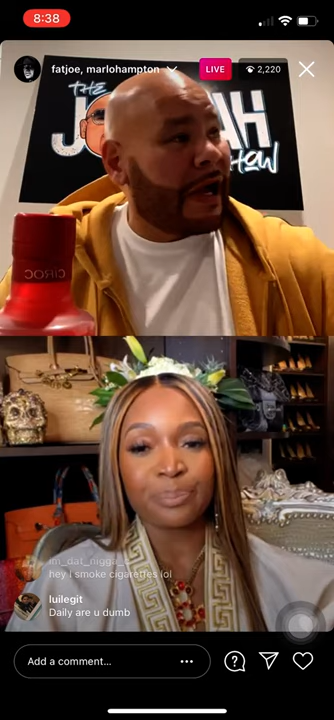 8:38
fatjoe, marlohampton
LIVE
2,220
THE
CIROC
hey i smoke cigarettes lol
luilegit
Daily are u dumb
Add a comment...